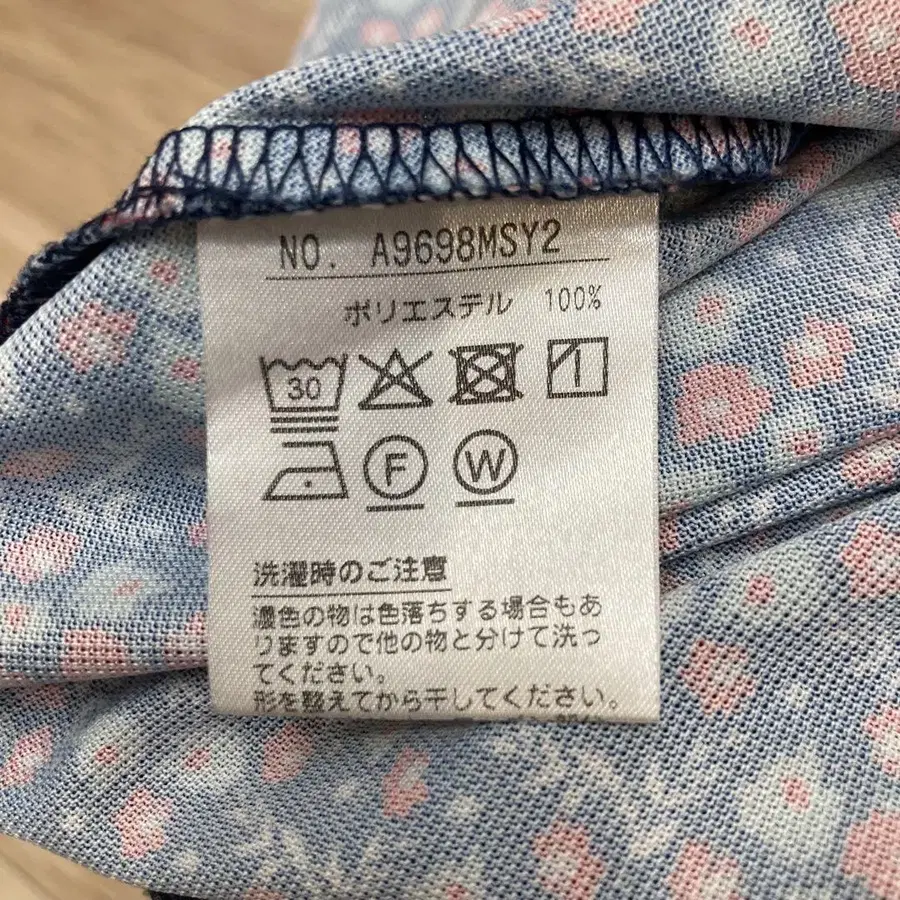 NO. A9698MSY2
ポリエステル 100%
30
F W
洗濯時のご注意
濃色の物は色落ちする場合もあ
りますので他の物と分けて洗っ
てください。
形を整えてから干してください。